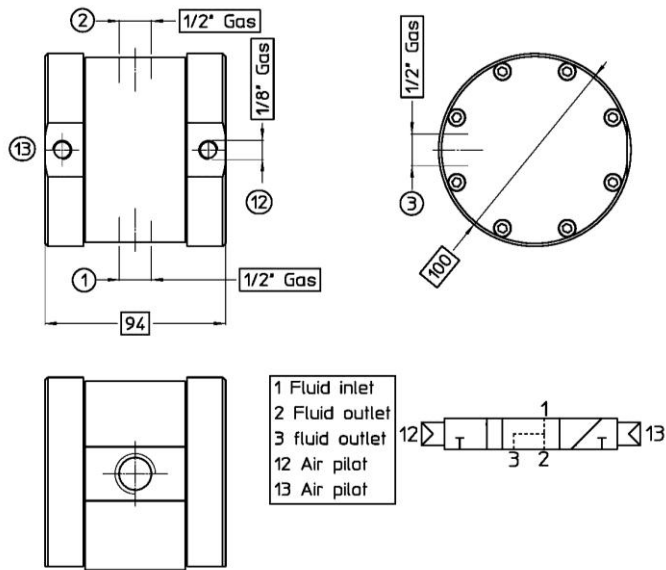 2
1/2" Gas
1/8" Gas
13
12
1
1/2" Gas
94
1/2" Gas
3
100
1 Fluid inlet
2 Fluid outlet
3 fluid outlet
12 Air pilot
13 Air pilot
1
12
13
3
2